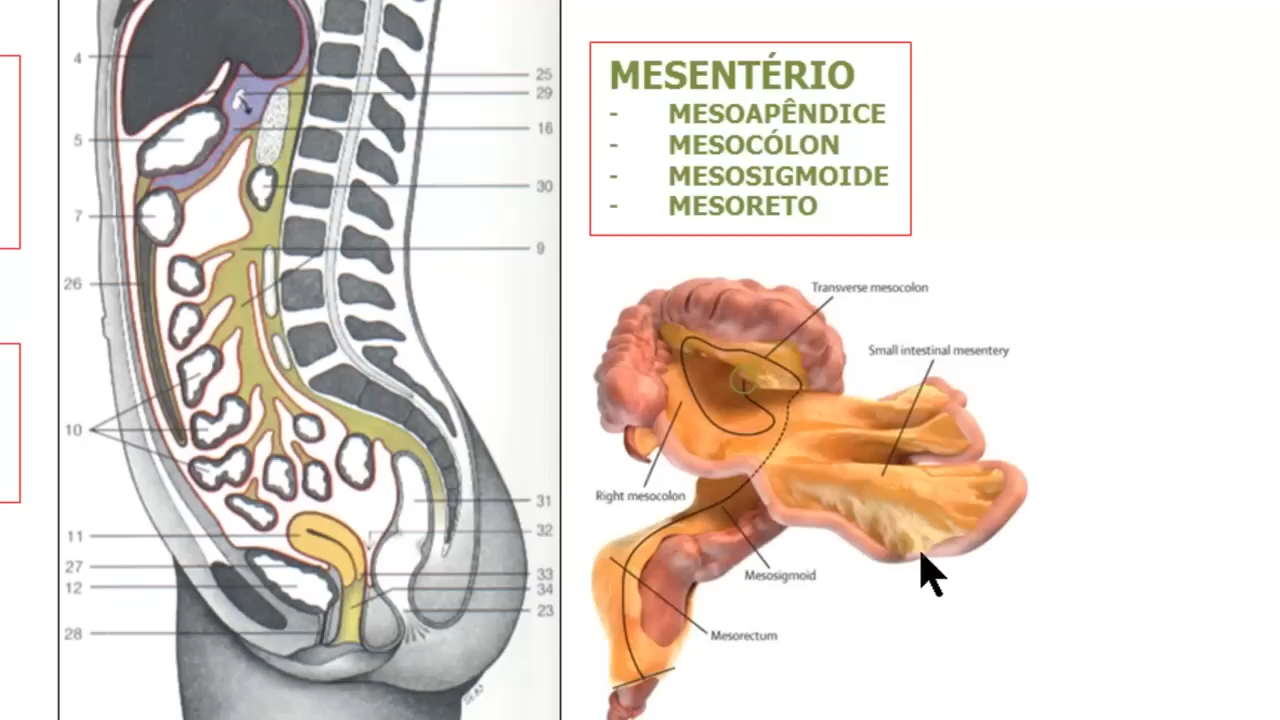 4
5
7
26
10
11
27
12
28
25
29
16
30
9
31
32
33
34
23
MESENTÉRIO
- MESOAPÊNDICE
- MESOCÓLON
- MESOSIGMOIDE
- MESORETO
Transverse mesocolon
Small intestinal mesentery
Right mesocolon
Mesosigmoid
Mesorectum